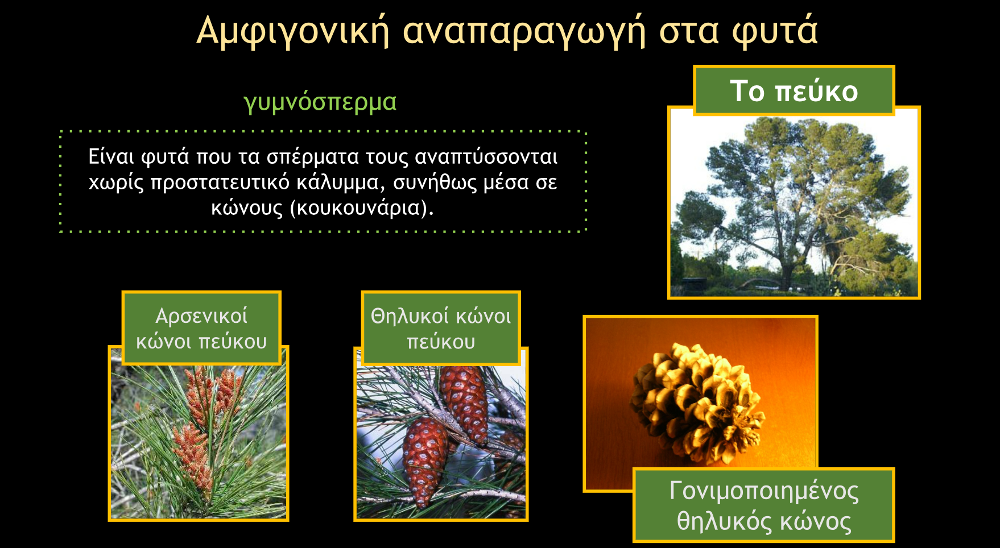 Αμφιγονική αναπαραγωγή στα φυτά
γυμνόσπερμα
Είναι φυτά που τα σπέρματα τους αναπτύσσονται
χωρίς προστατευτικό κάλυμμα, συνήθως μέσα σε
κώνους (κουκουνάρια).
Το πεύκο
Αρσενικοί
κώνοι πεύκου
Θηλυκοί κώνοι
πεύκου
Γονιμοποιημένος
θηλυκός κώνος